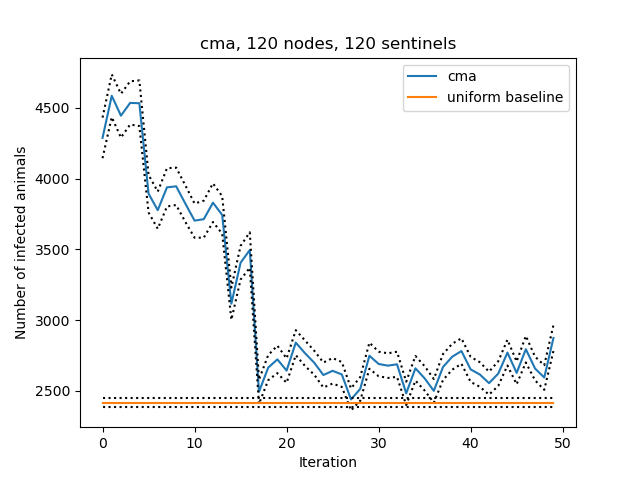 cma, 120 nodes, 120 sentinels
cma
uniform baseline
4500
4000
3500
3000
2500
Number of infected animals
0 10 20 30 40 50
Iteration